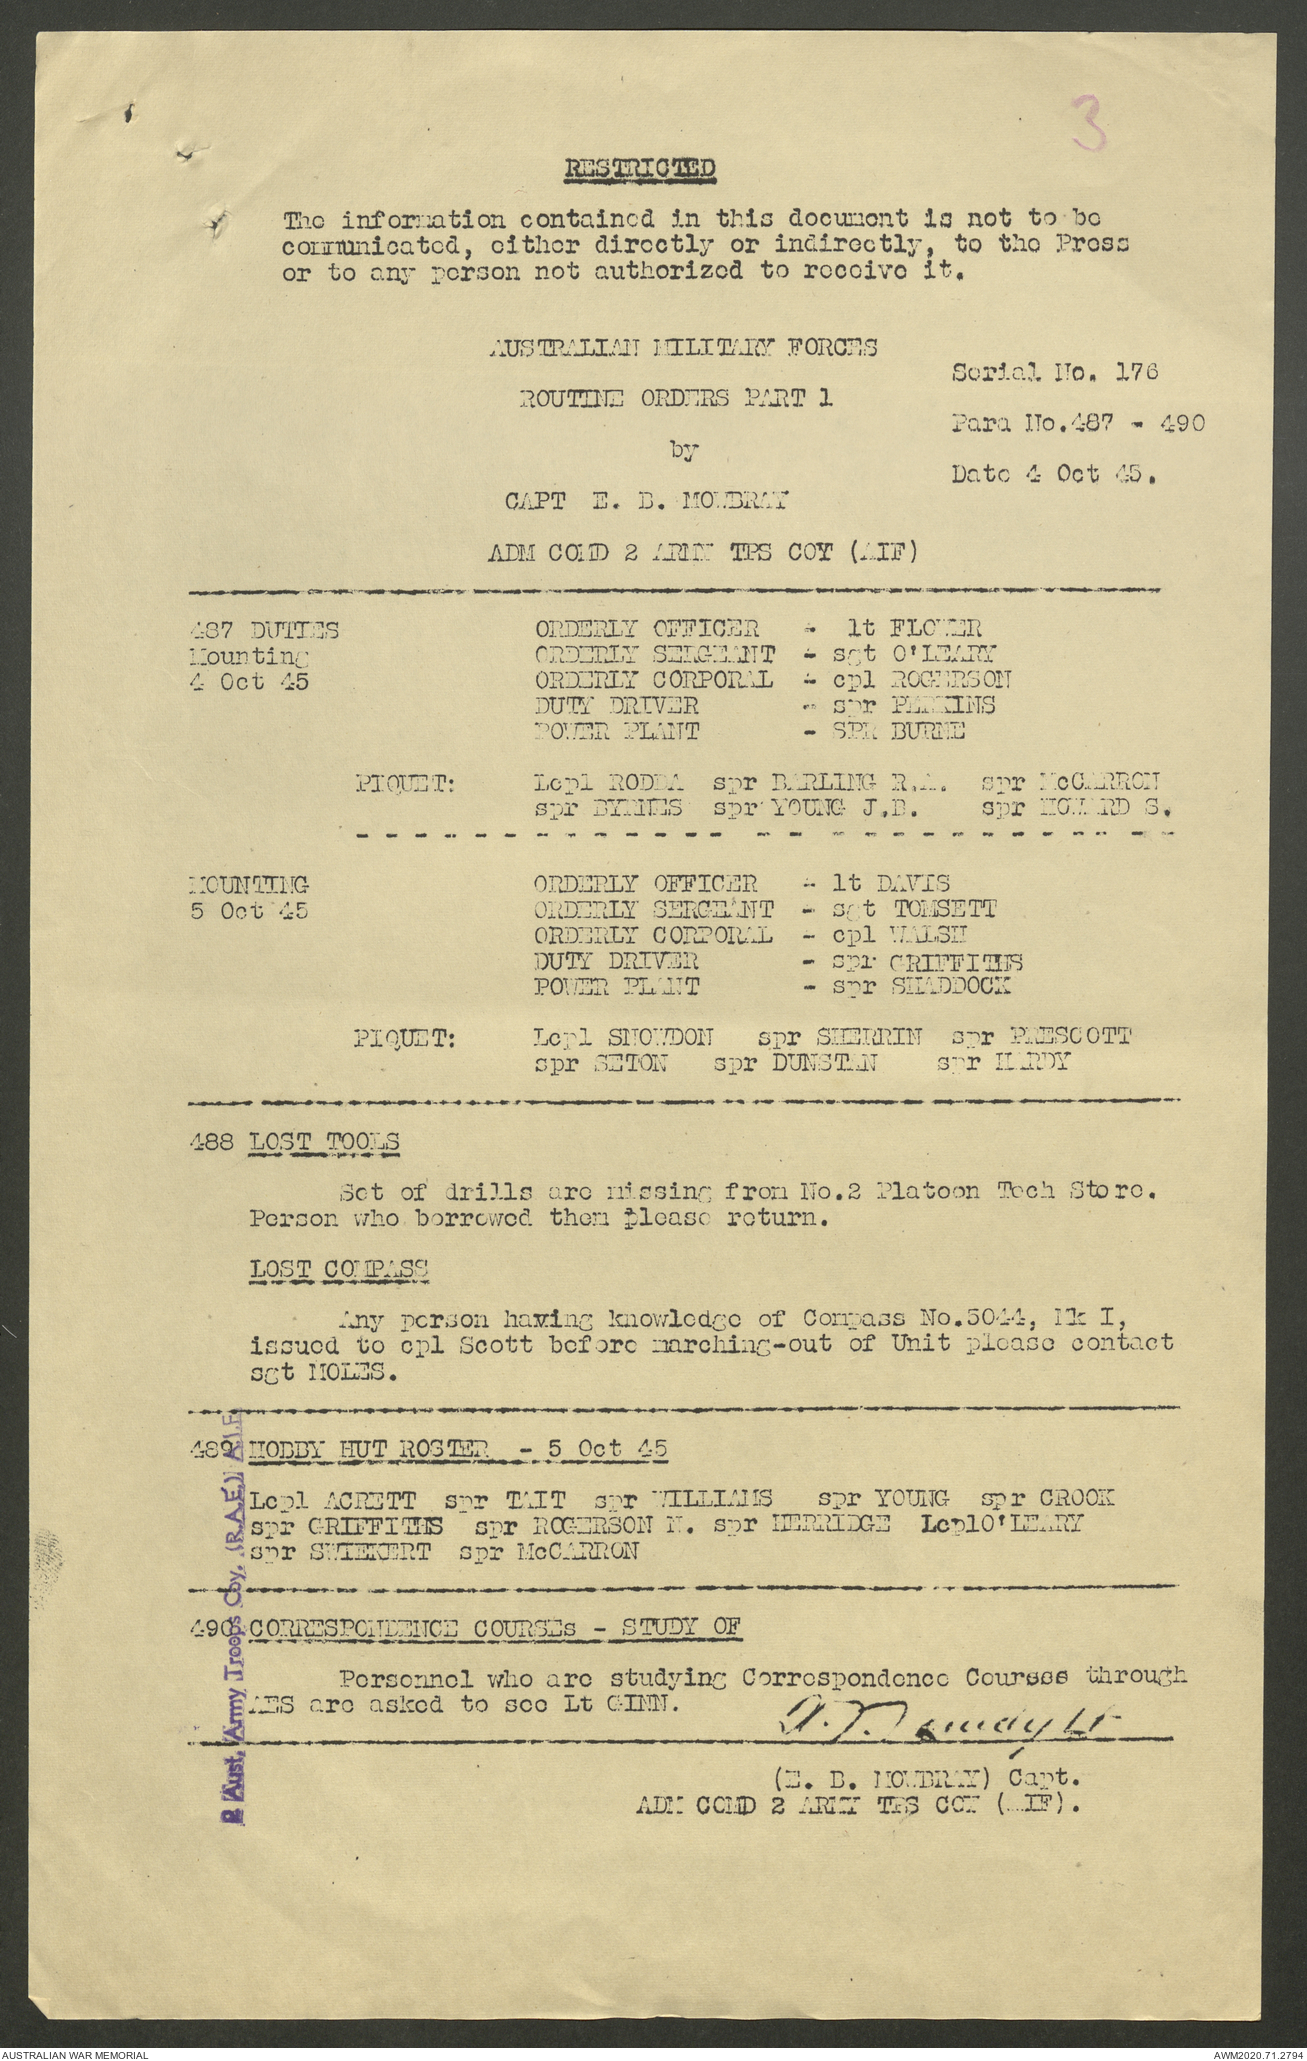 3
RESTRICTED
The information contained in this document is not to be
communicated, either directly or indirectly, to the Press
or to any person not authorized to receive it.
AUSTRALIAN MILITARY FORCES
Serial No. 176
ROUTINE ORDERS PART 1
Para No.487 - 490
by
Date 4 Oct 45.
CAPT E. B. MOWBRAY
ADM COMD 2 ARMY TPS COY (AIF)
487 DUTIES ORDERLY OFFICER - lt FLOWER
Mounting ORDERLY SERGEANT - sgt O'LEARY
4 Oct 45 ORDERLY CORPORAL - cpl ROGERSON
DUTY DRIVER - spr PERKINS
POWER PLANT - SPR BURNE
PIQUET: Lcpl RODDA spr BARLING R.A. spr McCARRON
spr BYRNES spr YOUNG J.B. spr HOWARD S.
MOUNTING ORDERLY OFFICER - lt DAVIS
5 Oct 45 ORDERLY SERGEANT - sgt TOMSETT
ORDERLY CORPORAL - cpl WALSH
DUTY DRIVER - spr GRIFFITHS
POWER PLANT - spr SHADDOCK
PIQUET: Lcpl SNOWDON spr SHERRIN spr PRESCOTT
spr SETON spr DUNSTAN spr HARDY
488 LOST TOOLS
Set of drills are missing from No.2 Platoon Tech Store.
Person who borrowed them please return.
LOST COMPASS
Any person having knowledge of Compass No.5044, Mk I,
issued to cpl Scott before marching-out of Unit please contact
sgt MOLES.
489 HOBBY HUT ROSTER - 5 Oct 45
Lcpl ACRETT spr TAIT spr WILLIAMS spr YOUNG spr CROOK
spr GRIFFITHS spr ROGERSON N. spr HERRIDGE LcplO'LEARY
spr SWIEKERT spr McCARRON
490 CORRESPONDENCE COURSEs - STUDY OF
Personnel who are studying Correspondence Courses through
AES are asked to see Lt GINN.
(E. B. MOWBRAY) Capt.
ADM COMD 2 ARMY TPS COY (AIF).
2 Aust. Army Troops Coy. (R.A.E.) A.I.F.
AUSTRALIAN WAR MEMORIAL
AWM2020.71.2794